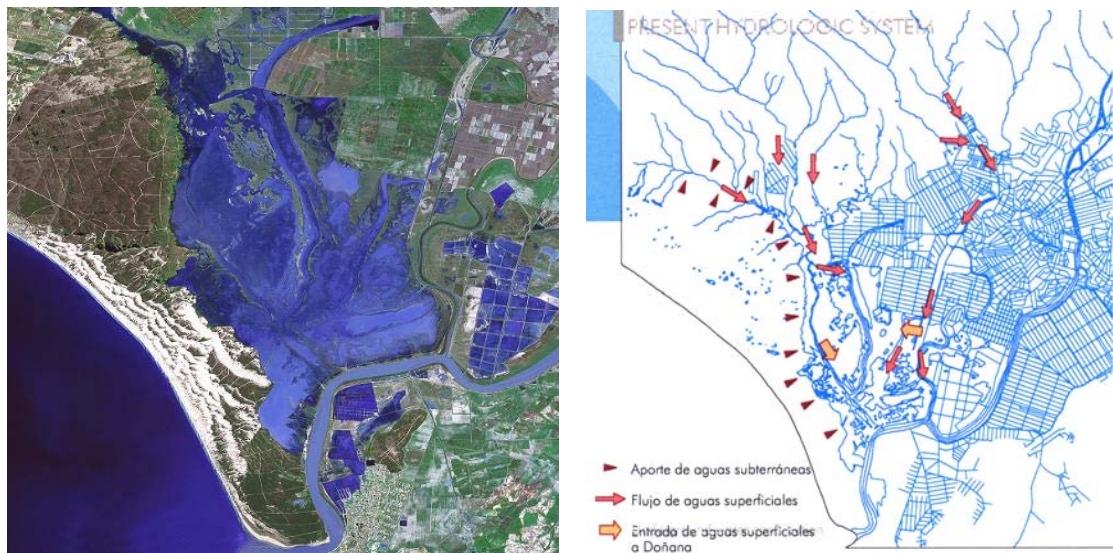 PRESENT HYDROLOGIC SYSTEM
Aporte de aguas subterráneas
Flujo de aguas superficiales
Entrada de aguas superficiales
a Doñana